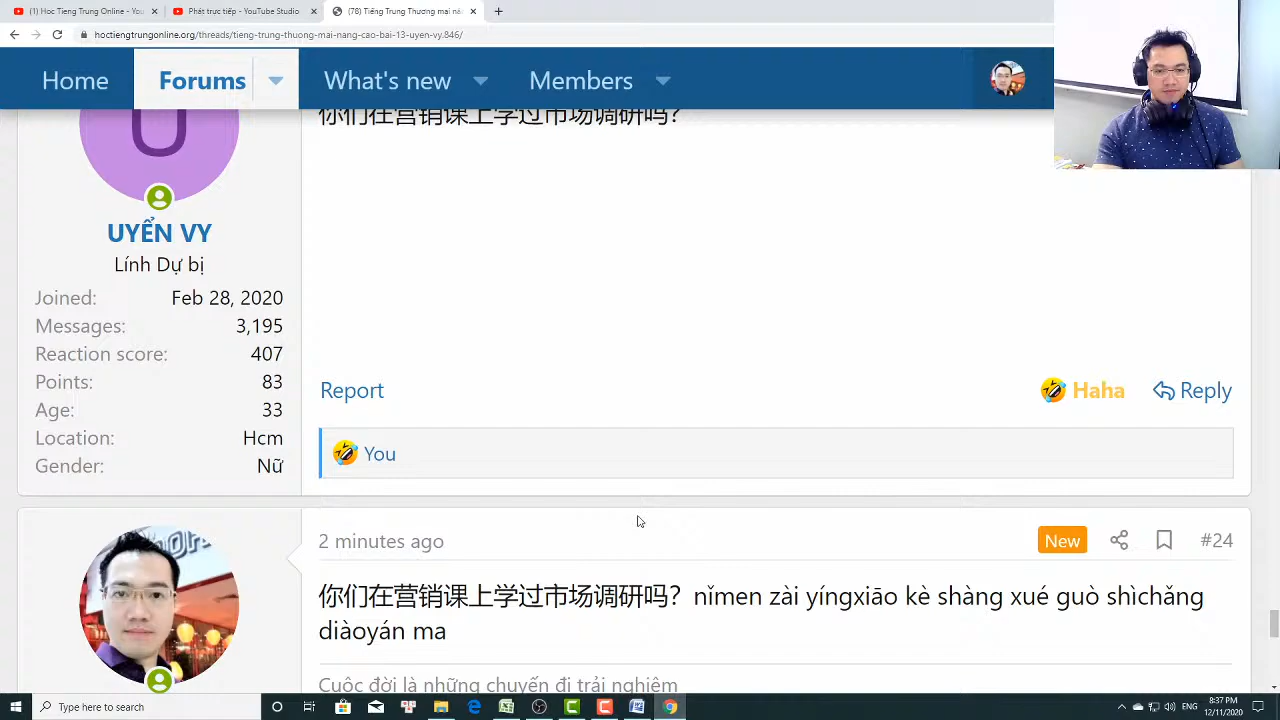 (1) Hoc Tieng Trung Online - You
Phát trực tiếp - YouTube Studio
(78) Tiếng Trung Thương mại nâ
hoctiengtrungonline.org/threads/tieng-trung-thuong-mai-nang-cao-bai-13-uyen-vy.846/
Home
Forums
What's new
Members
你们在营销课上学过市场调研吗?
U
UYỂN VY
Lính Dự bị
Joined: Feb 28, 2020
Messages: 3,195
Reaction score: 407
Points: 83
Age: 33
Location: Hcm
Gender: Nữ
Report
Haha
Reply
You
2 minutes ago
New
#24
你们在营销课上学过市场调研吗？nǐmen zài yíngxiāo kè shàng xué guò shìchǎng
diàoyán ma
Cuộc đời là những chuyến đi trải nghiệm
Type here to search
ENG
8:37 PM
12/11/2020